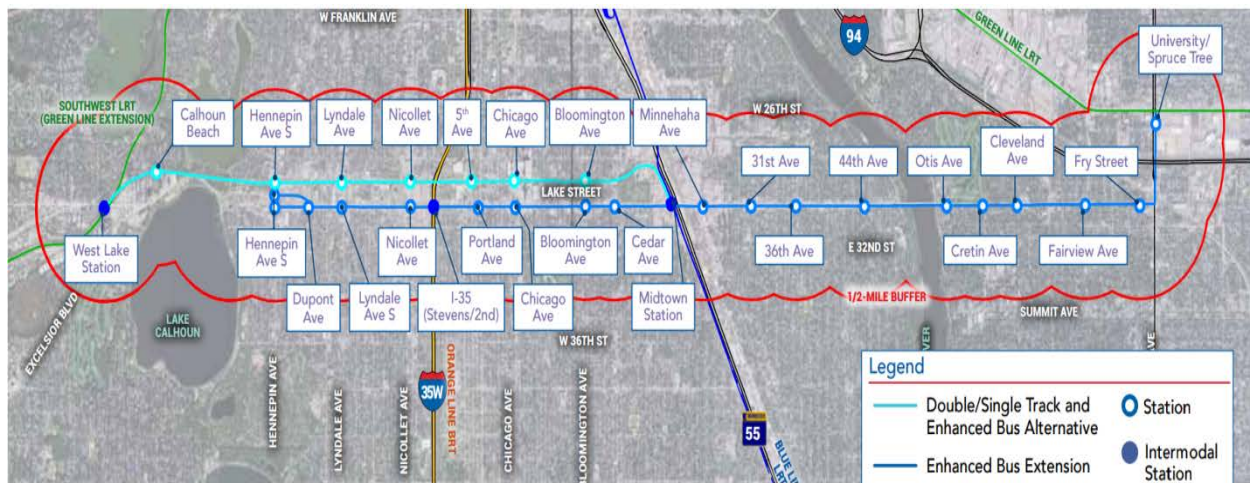 W FRANKLIN AVE
94
GREEN LINE LRT
University/
Spruce Tree
SOUTHWEST LRT
(GREEN LINE EXTENSION)
Calhoun
Beach
Hennepin
Ave S
Lyndale
Ave
Nicollet
Ave
5th
Ave
Chicago
Ave
Bloomington
Ave
Minnehaha
Ave
W 26TH ST
31st Ave
44th Ave
Otis Ave
Cleveland
Ave
Fry Street
LAKE STREET
West Lake
Station
Hennepin
Ave S
Dupont
Ave
Lyndale
Ave S
Nicollet
Ave
I-35
(Stevens/2nd)
Portland
Ave
Chicago
Ave
Bloomington
Ave
Cedar
Ave
Midtown
Station
36th Ave
E 32ND ST
Cretin Ave
Fairview Ave
1/2-MILE BUFFER
SUMMIT AVE
EXCELSIOR BLVD
LAKE
CALHOUN
W 36TH ST
HENNEPIN AVE
LYNDALE AVE
NICOLLET AVE
35W
ORANGE LINE BRT
CHICAGO AVE
BLOOMINGTON AVE
55
BLUE LI
LRT
VER
AVE
Legend
Double/Single Track and
Enhanced Bus Alternative
Station
Enhanced Bus Extension
Intermodal
Station